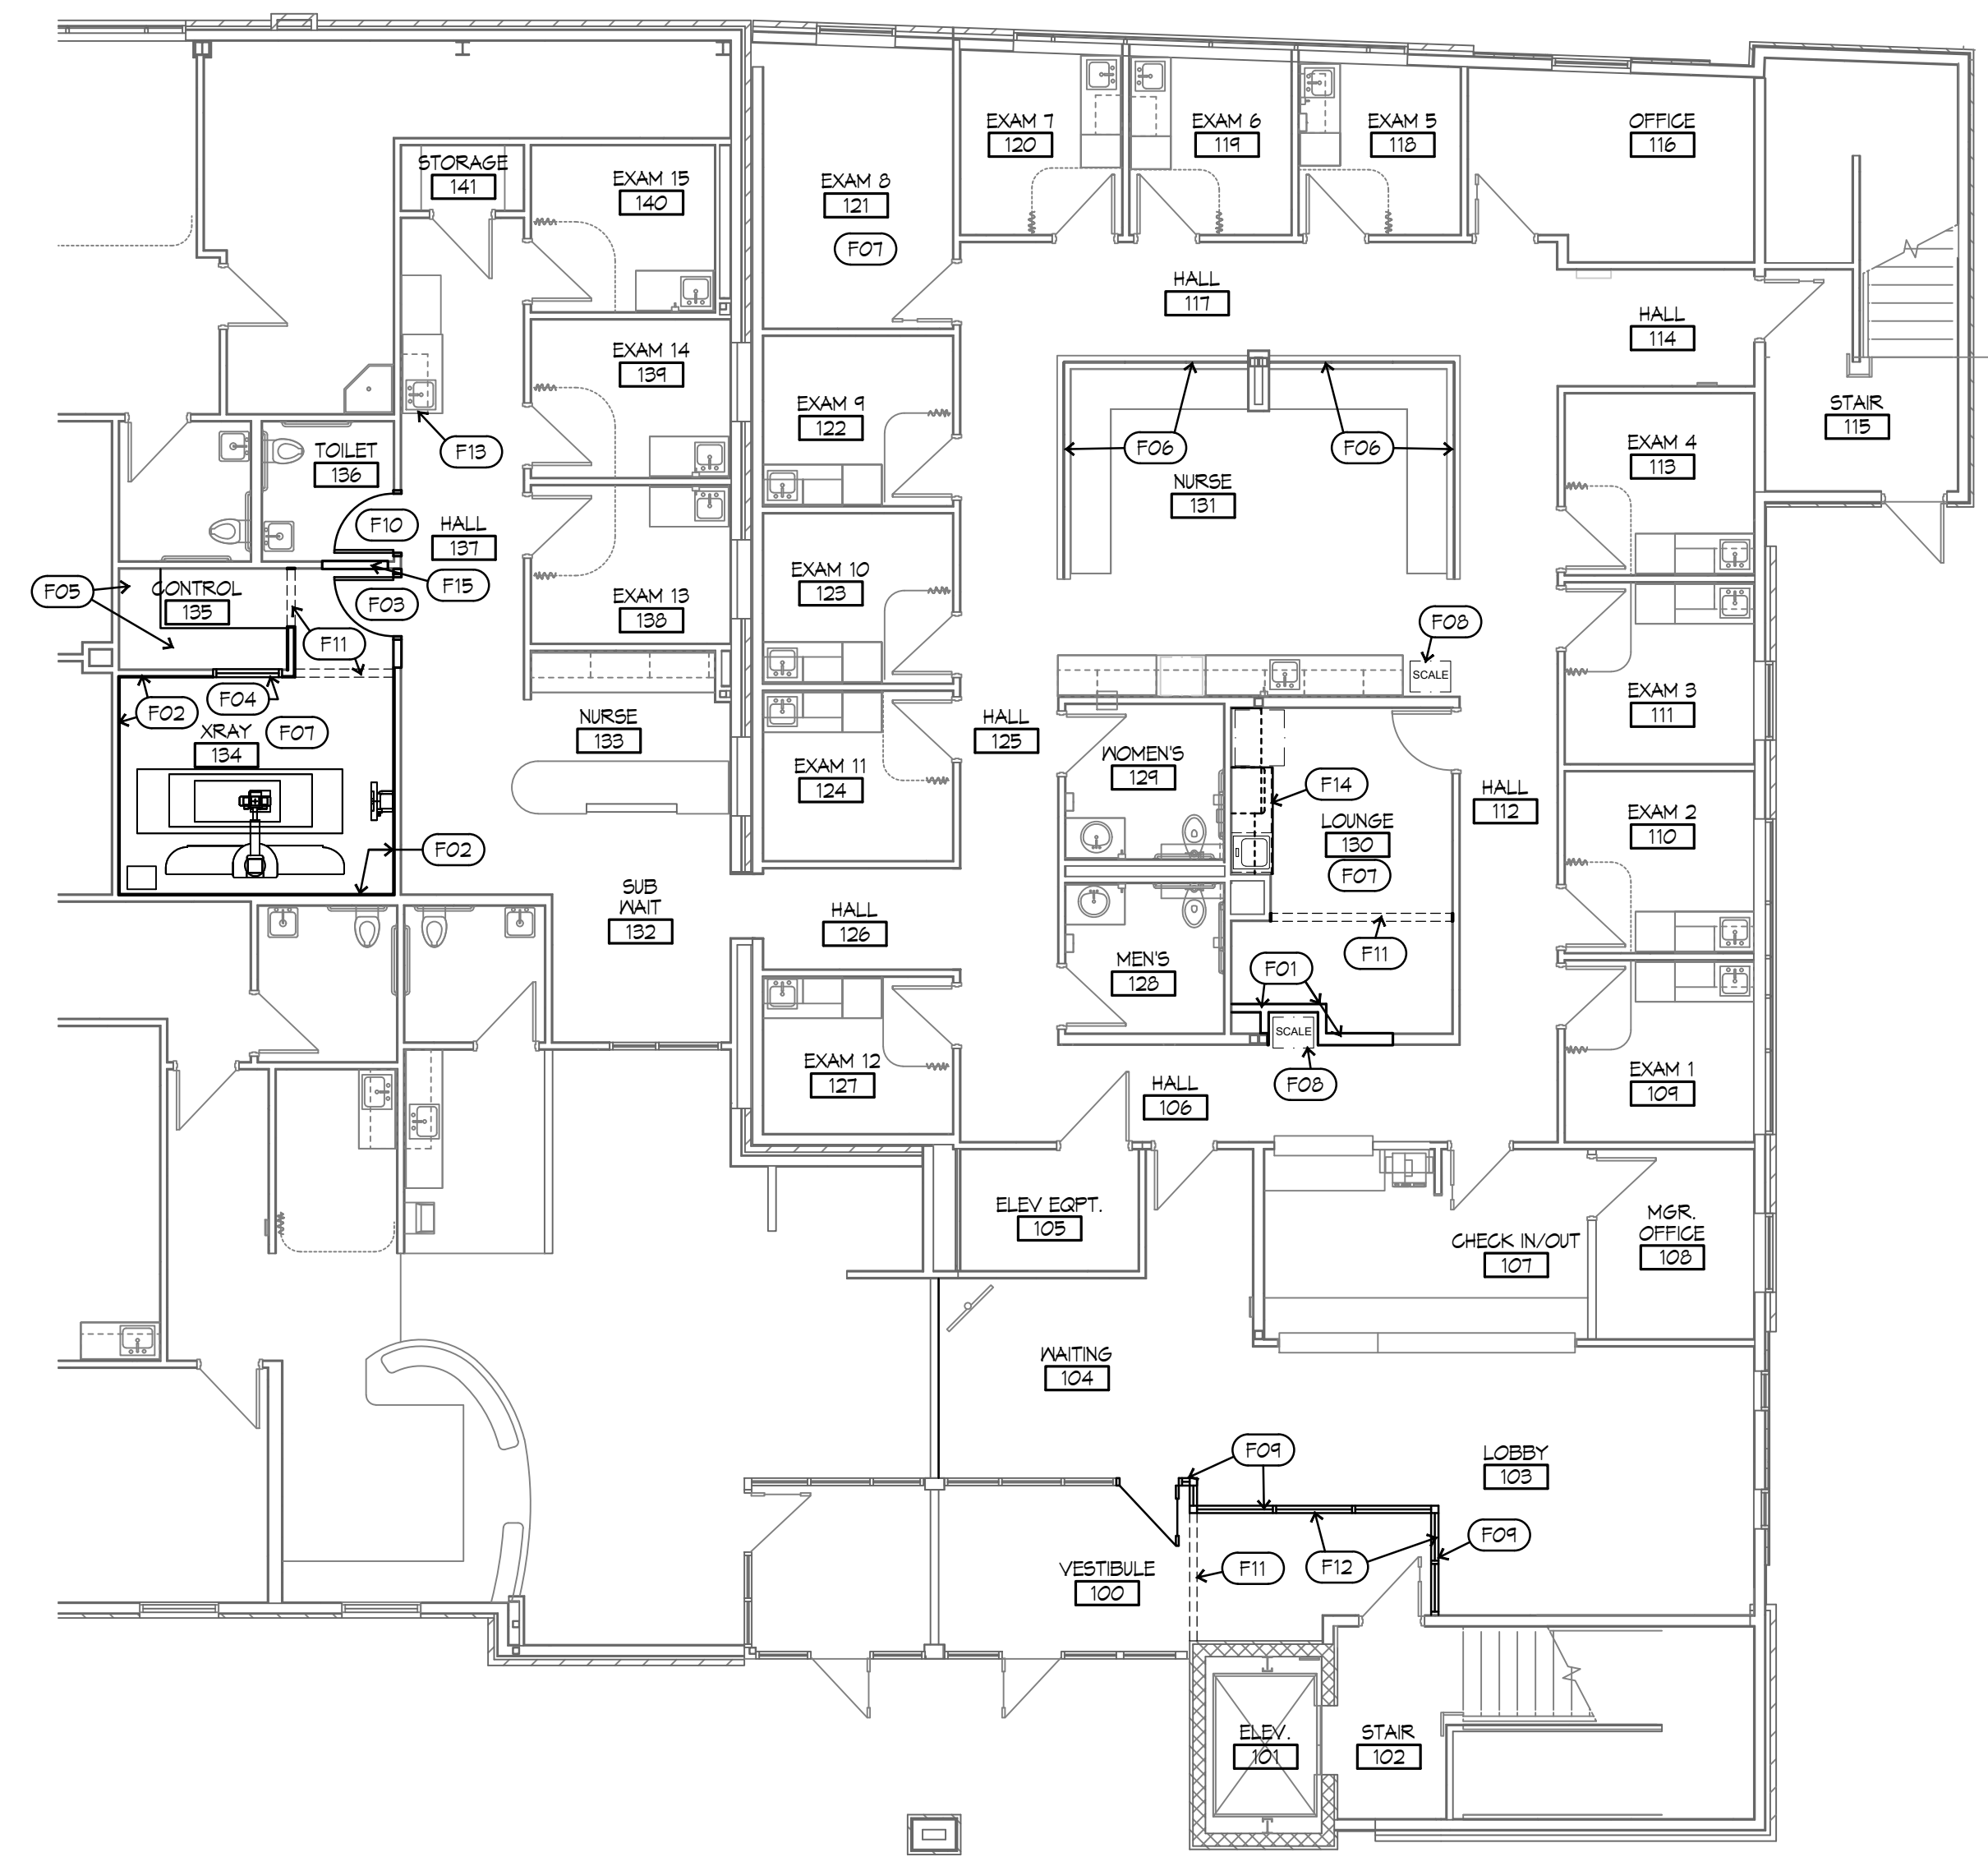 STORAGE
141
EXAM 15
140
EXAM 8
121
F07
EXAM 7
120
EXAM 6
119
EXAM 5
118
OFFICE
116
HALL
117
HALL
114
EXAM 14
139
EXAM 9
122
F06
F06
NURSE
131
EXAM 4
113
STAIR
115
F13
TOILET
136
F10
HALL
137
F15
F05
CONTROL
135
F03
F11
EXAM 13
138
EXAM 10
123
F08
SCALE
F02
F04
XRAY
134
F07
NURSE
133
HALL
125
EXAM 3
111
WOMEN'S
129
F14
EXAM 11
124
HALL
112
LOUNGE
130
F07
EXAM 2
110
F02
SUB
WAIT
132
HALL
126
F11
MEN'S
128
F01
SCALE
F08
EXAM 12
127
HALL
106
EXAM 1
109
ELEV EQPT.
105
CHECK IN/OUT
107
MGR.
OFFICE
108
WAITING
104
F09
LOBBY
103
F09
VESTIBULE
100
F11
F12
ELEV.
101
STAIR
102